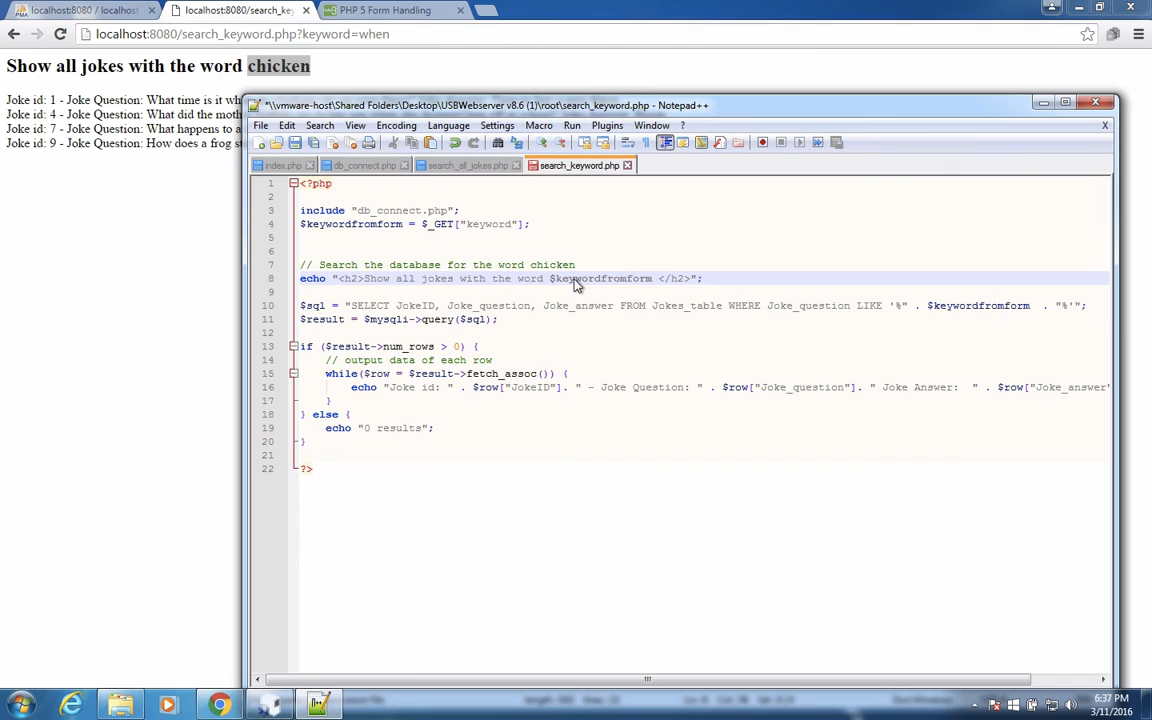 localhost:8080 / localhos
localhost:8080/search_key
PHP 5 Form Handling
localhost:8080/search_keyword.php?keyword=when
Show all jokes with the word chicken
Joke id: 1 - Joke Question: What time is it wh
Joke id: 4 - Joke Question: What did the moth
Joke id: 7 - Joke Question: What happens to a
Joke id: 9 - Joke Question: How does a frog st
*\\vmware-host\Shared Folders\Desktop\USBWebserver v8.6 (1)\root\search_keyword.php - Notepad++
File Edit Search View Encoding Language Settings Macro Run Plugins Window ? X
index.php db_connect.php search_all_jokes.php search_keyword.php
1 <?php
2
3 include "db_connect.php";
4 $keywordfromform = $_GET["keyword"];
5
6
7 // Search the database for the word chicken
8 echo "<h2>Show all jokes with the word $keywordfromform </h2>";
9
10 $sql = "SELECT JokeID, Joke_question, Joke_answer FROM Jokes_table WHERE Joke_question LIKE '%" . $keywordfromform . "%'";
11 $result = $mysqli->query($sql);
12
13 if ($result->num_rows > 0) {
14 // output data of each row
15 while($row = $result->fetch_assoc()) {
16 echo "Joke id: " . $row["JokeID"]. " - Joke Question: " . $row["Joke_question"]. " Joke Answer: " . $row["Joke_answer"
17 }
18 } else {
19 echo "0 results";
20 }
21
22 ?>
6:37 PM
3/11/2016